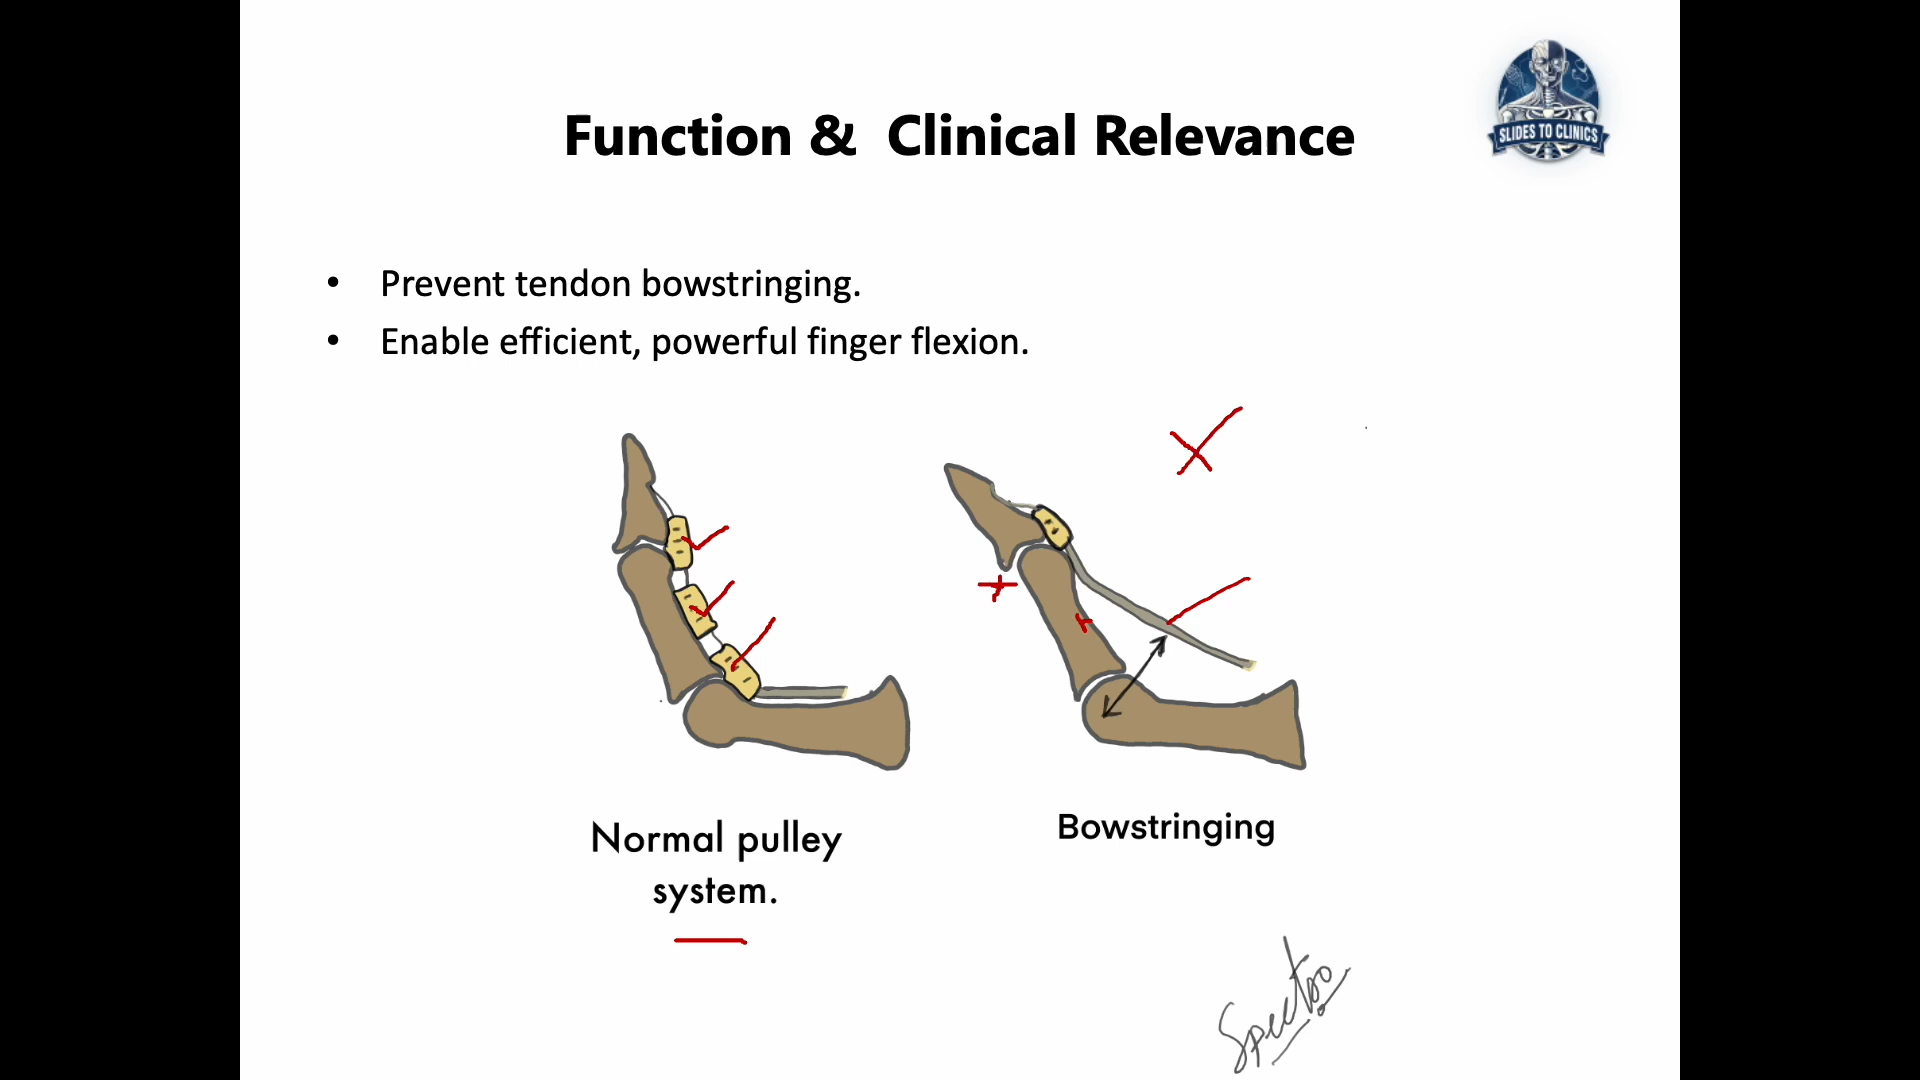 SLIDES TO CLINICS
Function & Clinical Relevance
• Prevent tendon bowstringing.
• Enable efficient, powerful finger flexion.
Normal pulley
system.
Bowstringing